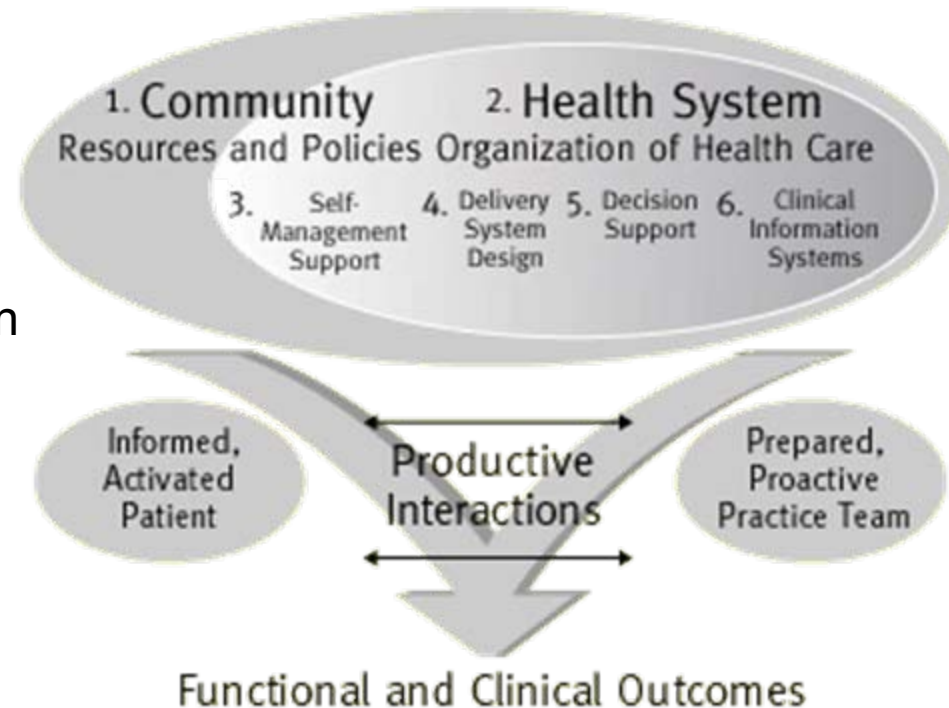 1. Community 2. Health System
Resources and Policies Organization of Health Care
3. Self-Management Support
4. Delivery System Design
5. Decision Support
6. Clinical Information Systems
n
Informed,
Activated
Patient
Productive
Interactions
Prepared,
Proactive
Practice Team
Functional and Clinical Outcomes